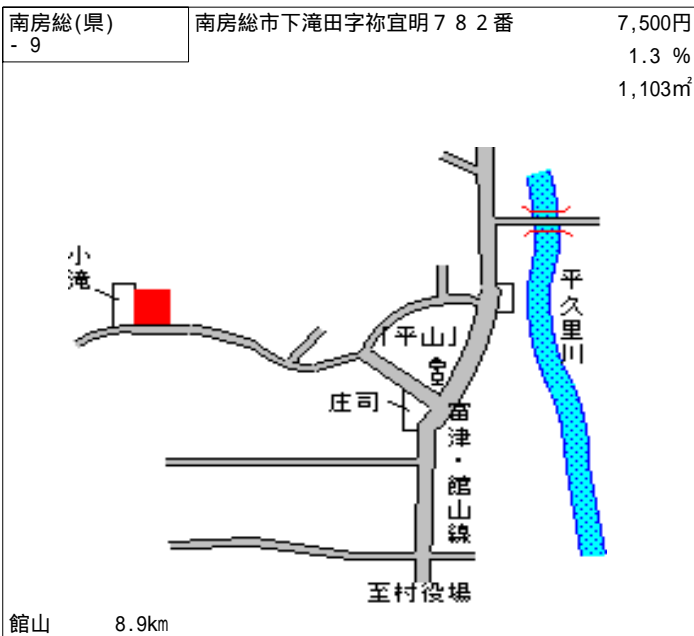 南房総(県)
- 9
南房総市下滝田字祢宜明７８２番
7,500円
1.3 %
1,103㎡
小滝
「平山」
平久里川
庄司
富津・館山線
至村役場
館山 8.9km